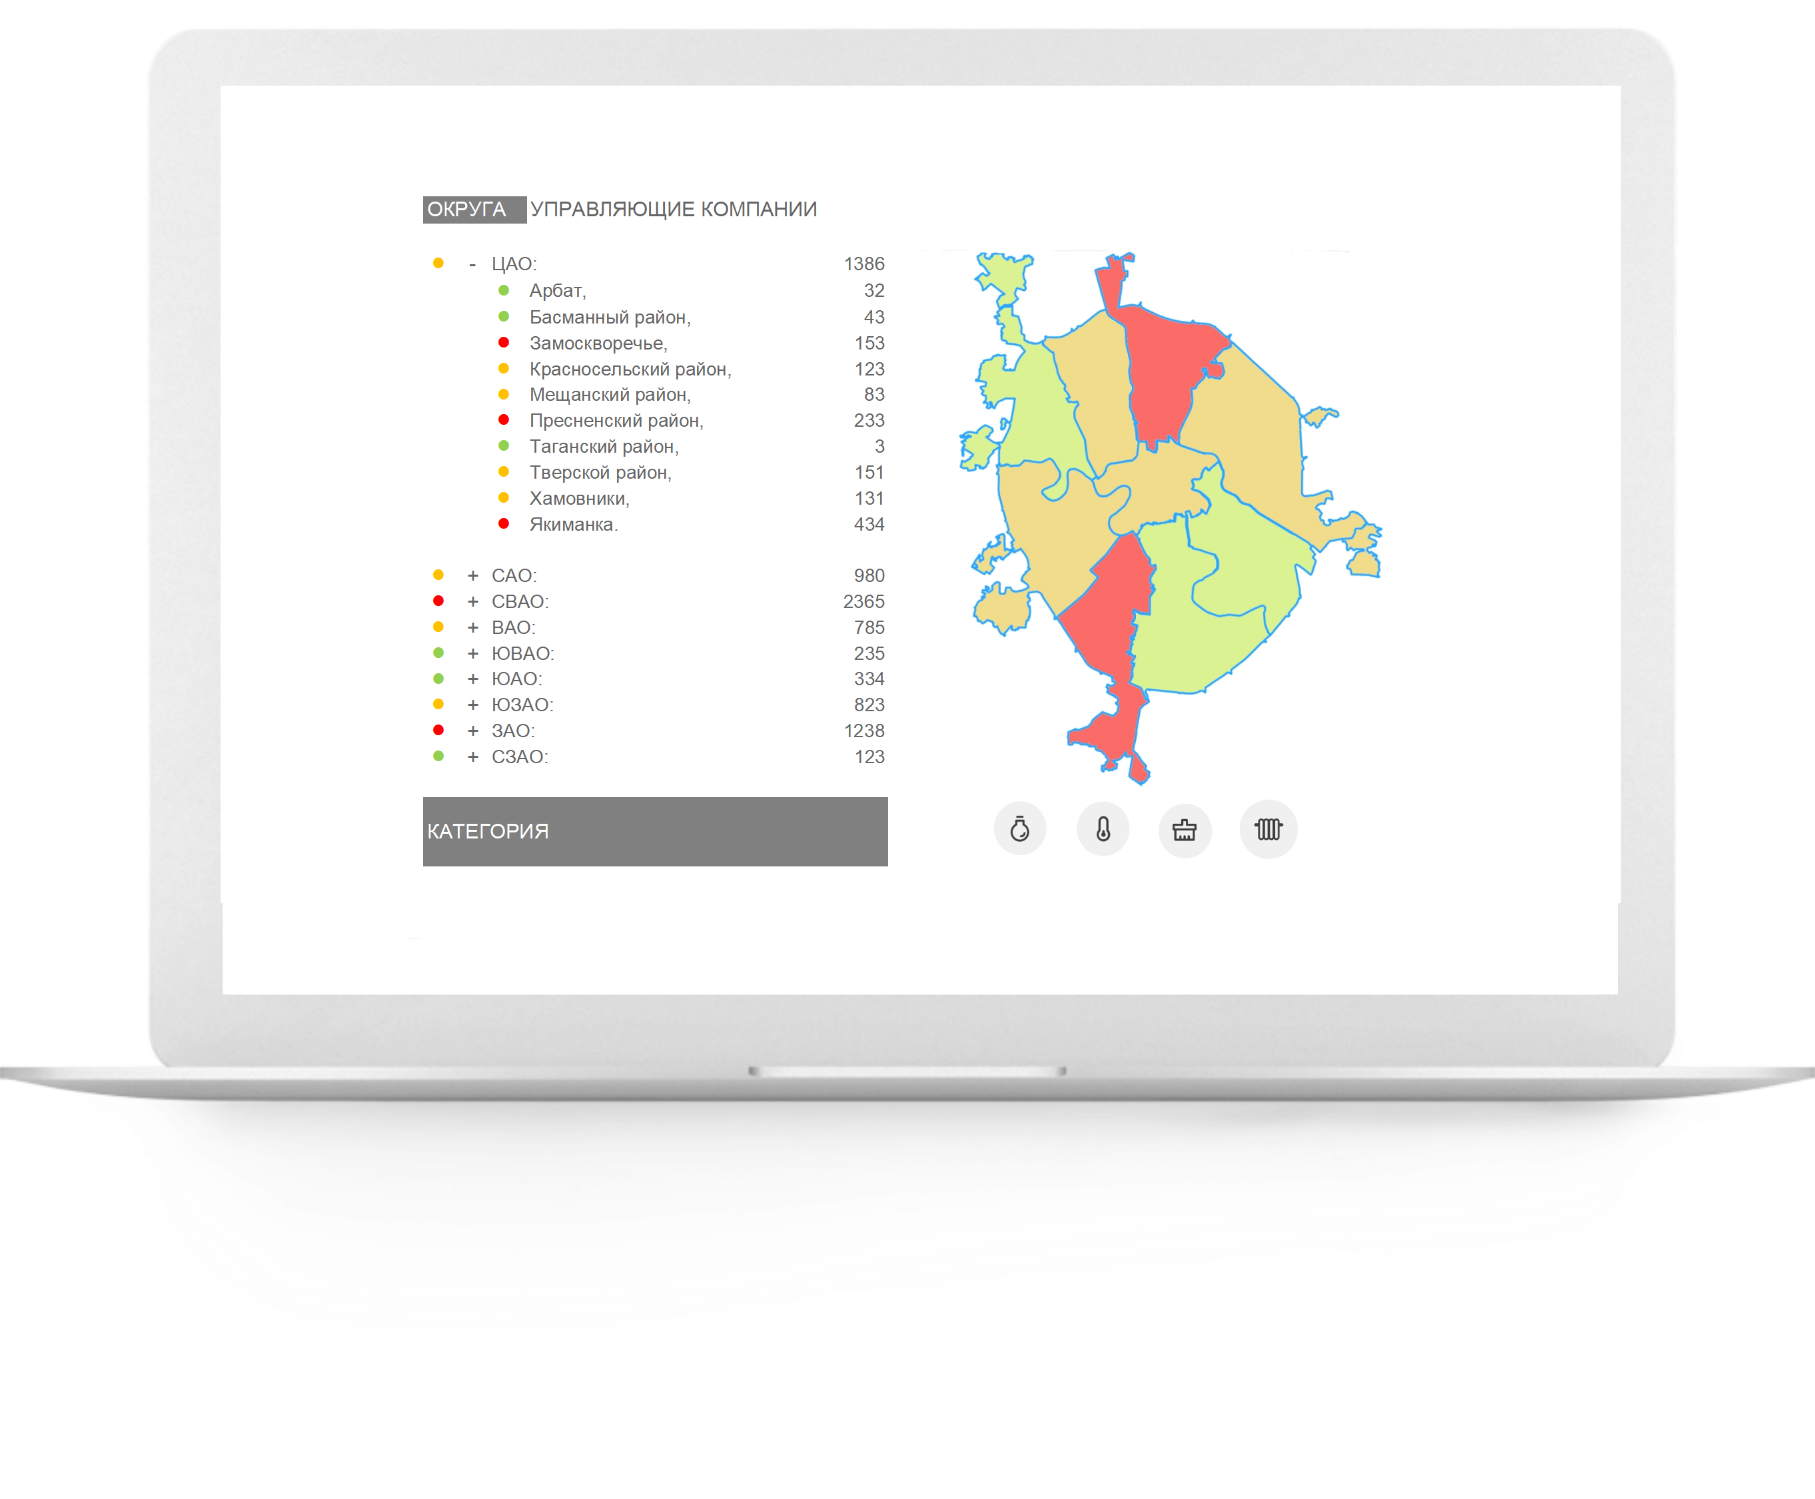 ОКРУГА УПРАВЛЯЮЩИЕ КОМПАНИИ
- ЦАО: 1386
Арбат, 32
Басманный район, 43
Замоскворечье, 153
Красносельский район, 123
Мещанский район, 83
Пресненский район, 233
Таганский район, 3
Тверской район, 151
Хамовники, 131
Якиманка. 434
+ САО: 980
+ СВАО: 2365
+ ВАО: 785
+ ЮВАО: 235
+ ЮАО: 334
+ ЮЗАО: 823
+ ЗАО: 1238
+ СЗАО: 123
КАТЕГОРИЯ